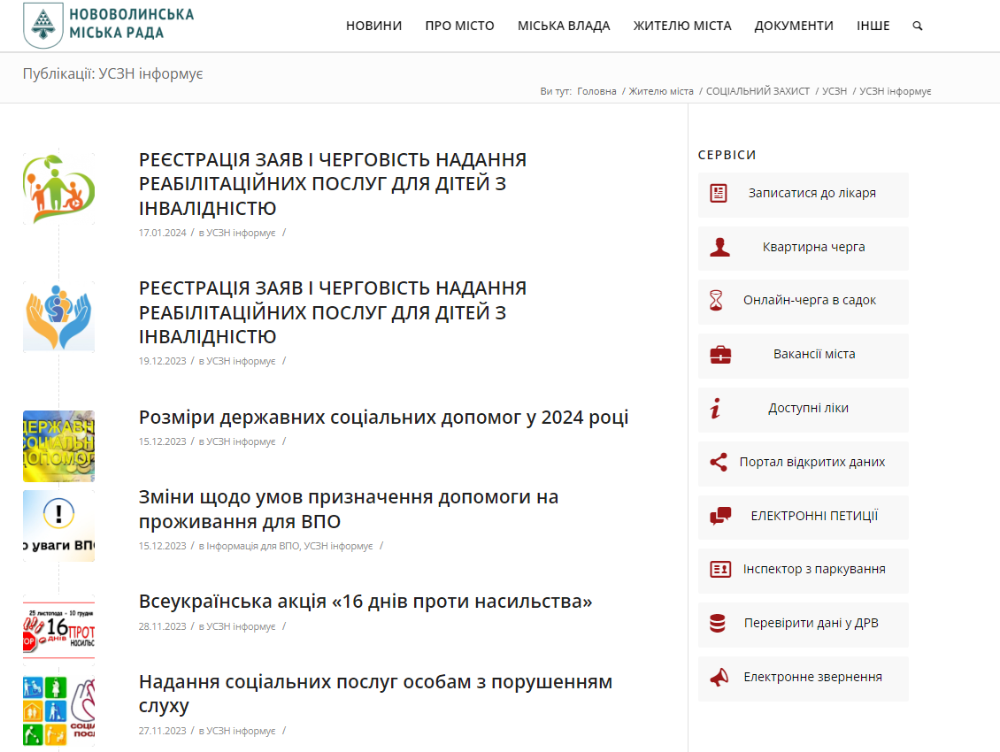 НОВОВОЛИНСЬКА
МІСЬКА РАДА
НОВИНИ ПРО МІСТО МІСЬКА ВЛАДА ЖИТЕЛЮ МІСТА ДОКУМЕНТИ ІНШЕ
Публікації: УСЗН інформує
Ви тут: Головна / Жителю міста / СОЦІАЛЬНИЙ ЗАХИСТ / УСЗН / УСЗН інформує
РЕЄСТРАЦІЯ ЗАЯВ І ЧЕРГОВІСТЬ НАДАННЯ
РЕАБІЛІТАЦІЙНИХ ПОСЛУГ ДЛЯ ДІТЕЙ З
ІНВАЛІДНІСТЮ
17.01.2024 / в УСЗН інформує /
РЕЄСТРАЦІЯ ЗАЯВ І ЧЕРГОВІСТЬ НАДАННЯ
РЕАБІЛІТАЦІЙНИХ ПОСЛУГ ДЛЯ ДІТЕЙ З
ІНВАЛІДНІСТЮ
19.12.2023 / в УСЗН інформує /
ДЕРЖАВН
СОЦІАЛЬН
ДОПОМОГ
Розміри державних соціальних допомог у 2024 році
15.12.2023 / в УСЗН інформує /
!
о уваги ВПО
Зміни щодо умов призначення допомоги на
проживання для ВПО
15.12.2023 / в Інформація для ВПО, УСЗН інформує /
25 листопада - 10 грудня
16 ПРОТ
ДНІВ НАСИЛЬС
Всеукраїнська акція «16 днів проти насильства»
28.11.2023 / в УСЗН інформує /
СОЦІА
ПОСЛ
Надання соціальних послуг особам з порушенням
слуху
27.11.2023 / в УСЗН інформує /
СЕРВІСИ
Записатися до лікаря
Квартирна черга
Онлайн-черга в садок
Вакансії міста
Доступні ліки
Портал відкритих даних
ЕЛЕКТРОННІ ПЕТИЦІЇ
Інспектор з паркування
Перевірити дані у ДРВ
Електронне звернення